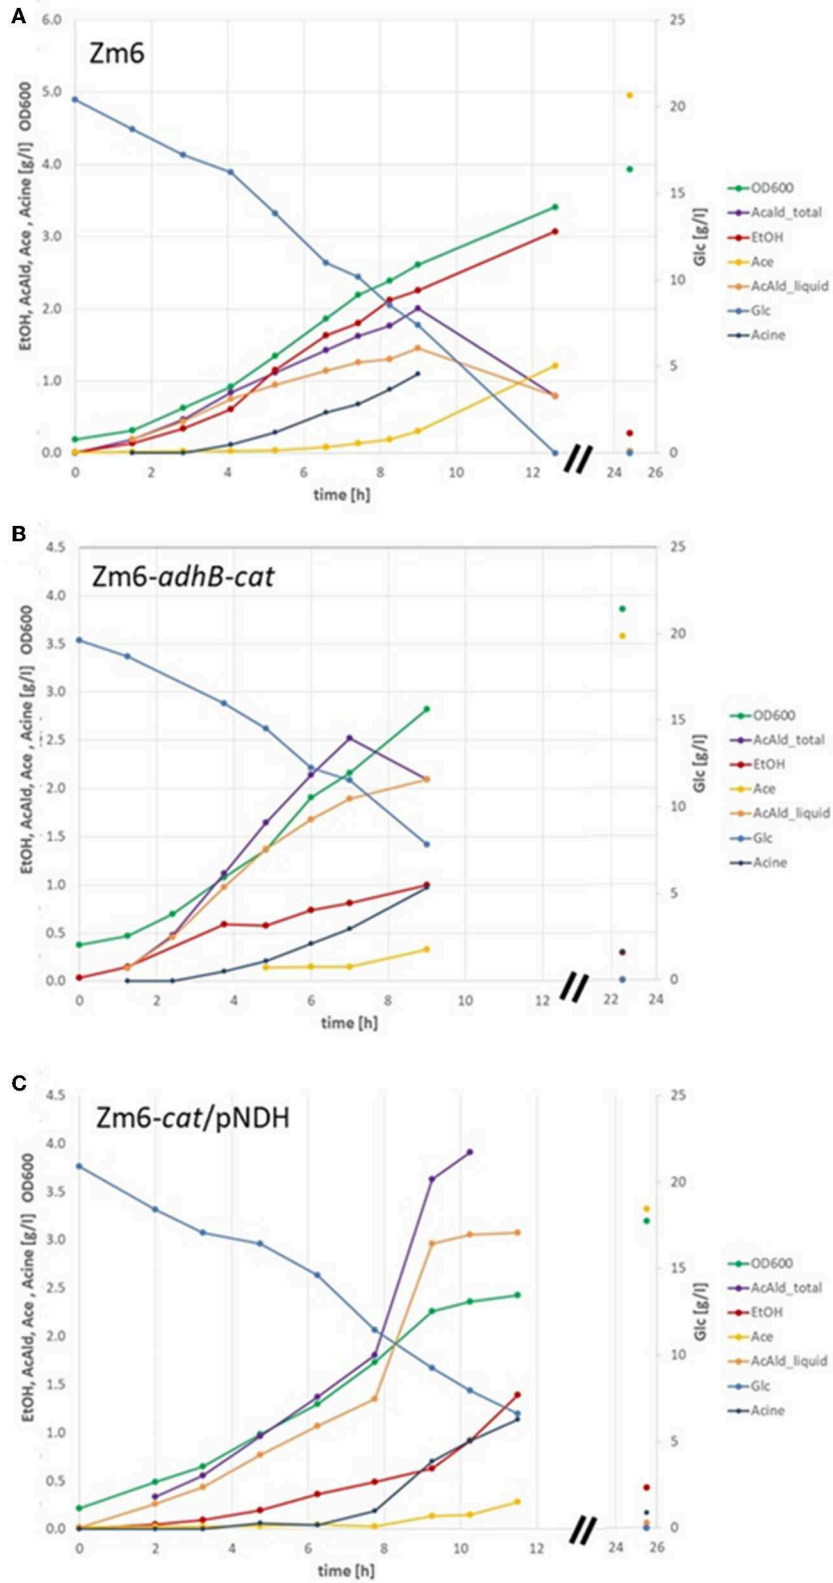 A
Zm6
EtOH, AcAld, Ace , Acine [g/l] OD600
6.0
5.0
4.0
3.0
2.0
1.0
0.0
0 2 4 6 8 10 12 24 26
time [h]
25
20
15
10
5
0
Glc [g/l]
OD600
Acald_total
EtOH
Ace
AcAld_liquid
Glc
Acine
B
Zm6-adhB-cat
EtOH, AcAld, Ace , Acine [g/l] OD600
4.5
4.0
3.5
3.0
2.5
2.0
1.5
1.0
0.5
0.0
0 2 4 6 8 10 12 22 24
time [h]
25
20
15
10
5
0
Glc [g/l]
OD600
AcAld_total
EtOH
Ace
AcAld_liquid
Glc
Acine
C
Zm6-cat/pNDH
EtOH, AcAld, Ace , Acine [g/l] OD600
4.5
4.0
3.5
3.0
2.5
2.0
1.5
1.0
0.5
0.0
0 2 4 6 8 10 12 24 26
time [h]
25
20
15
10
5
0
Glc [g/l]
OD600
AcAld_total
EtOH
Ace
AcAld_liquid
Glc
Acine